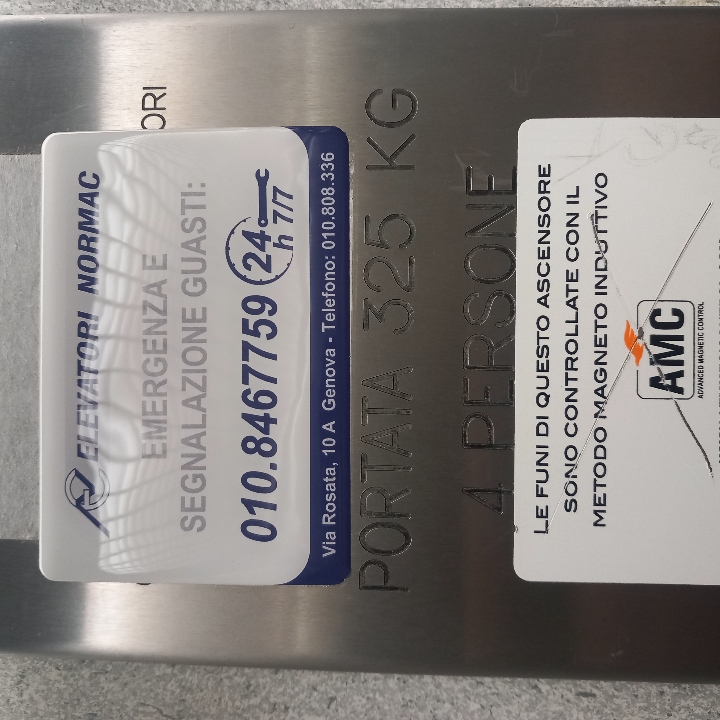 ORI
ELEVATORI NORMAC
EMERGENZA E
SEGNALAZIONE GUASTI:
010.8467759 24
h 7/7
Via Rosata, 10 A Genova - Telefono: 010.808.336
PORTATA 325 KG
4 PERSONE
LE FUNI DI QUESTO ASCENSORE
SONO CONTROLLATE CON IL
METODO MAGNETO INDUTTIVO
AMC
ADVANCED MAGNETIC CONTROL